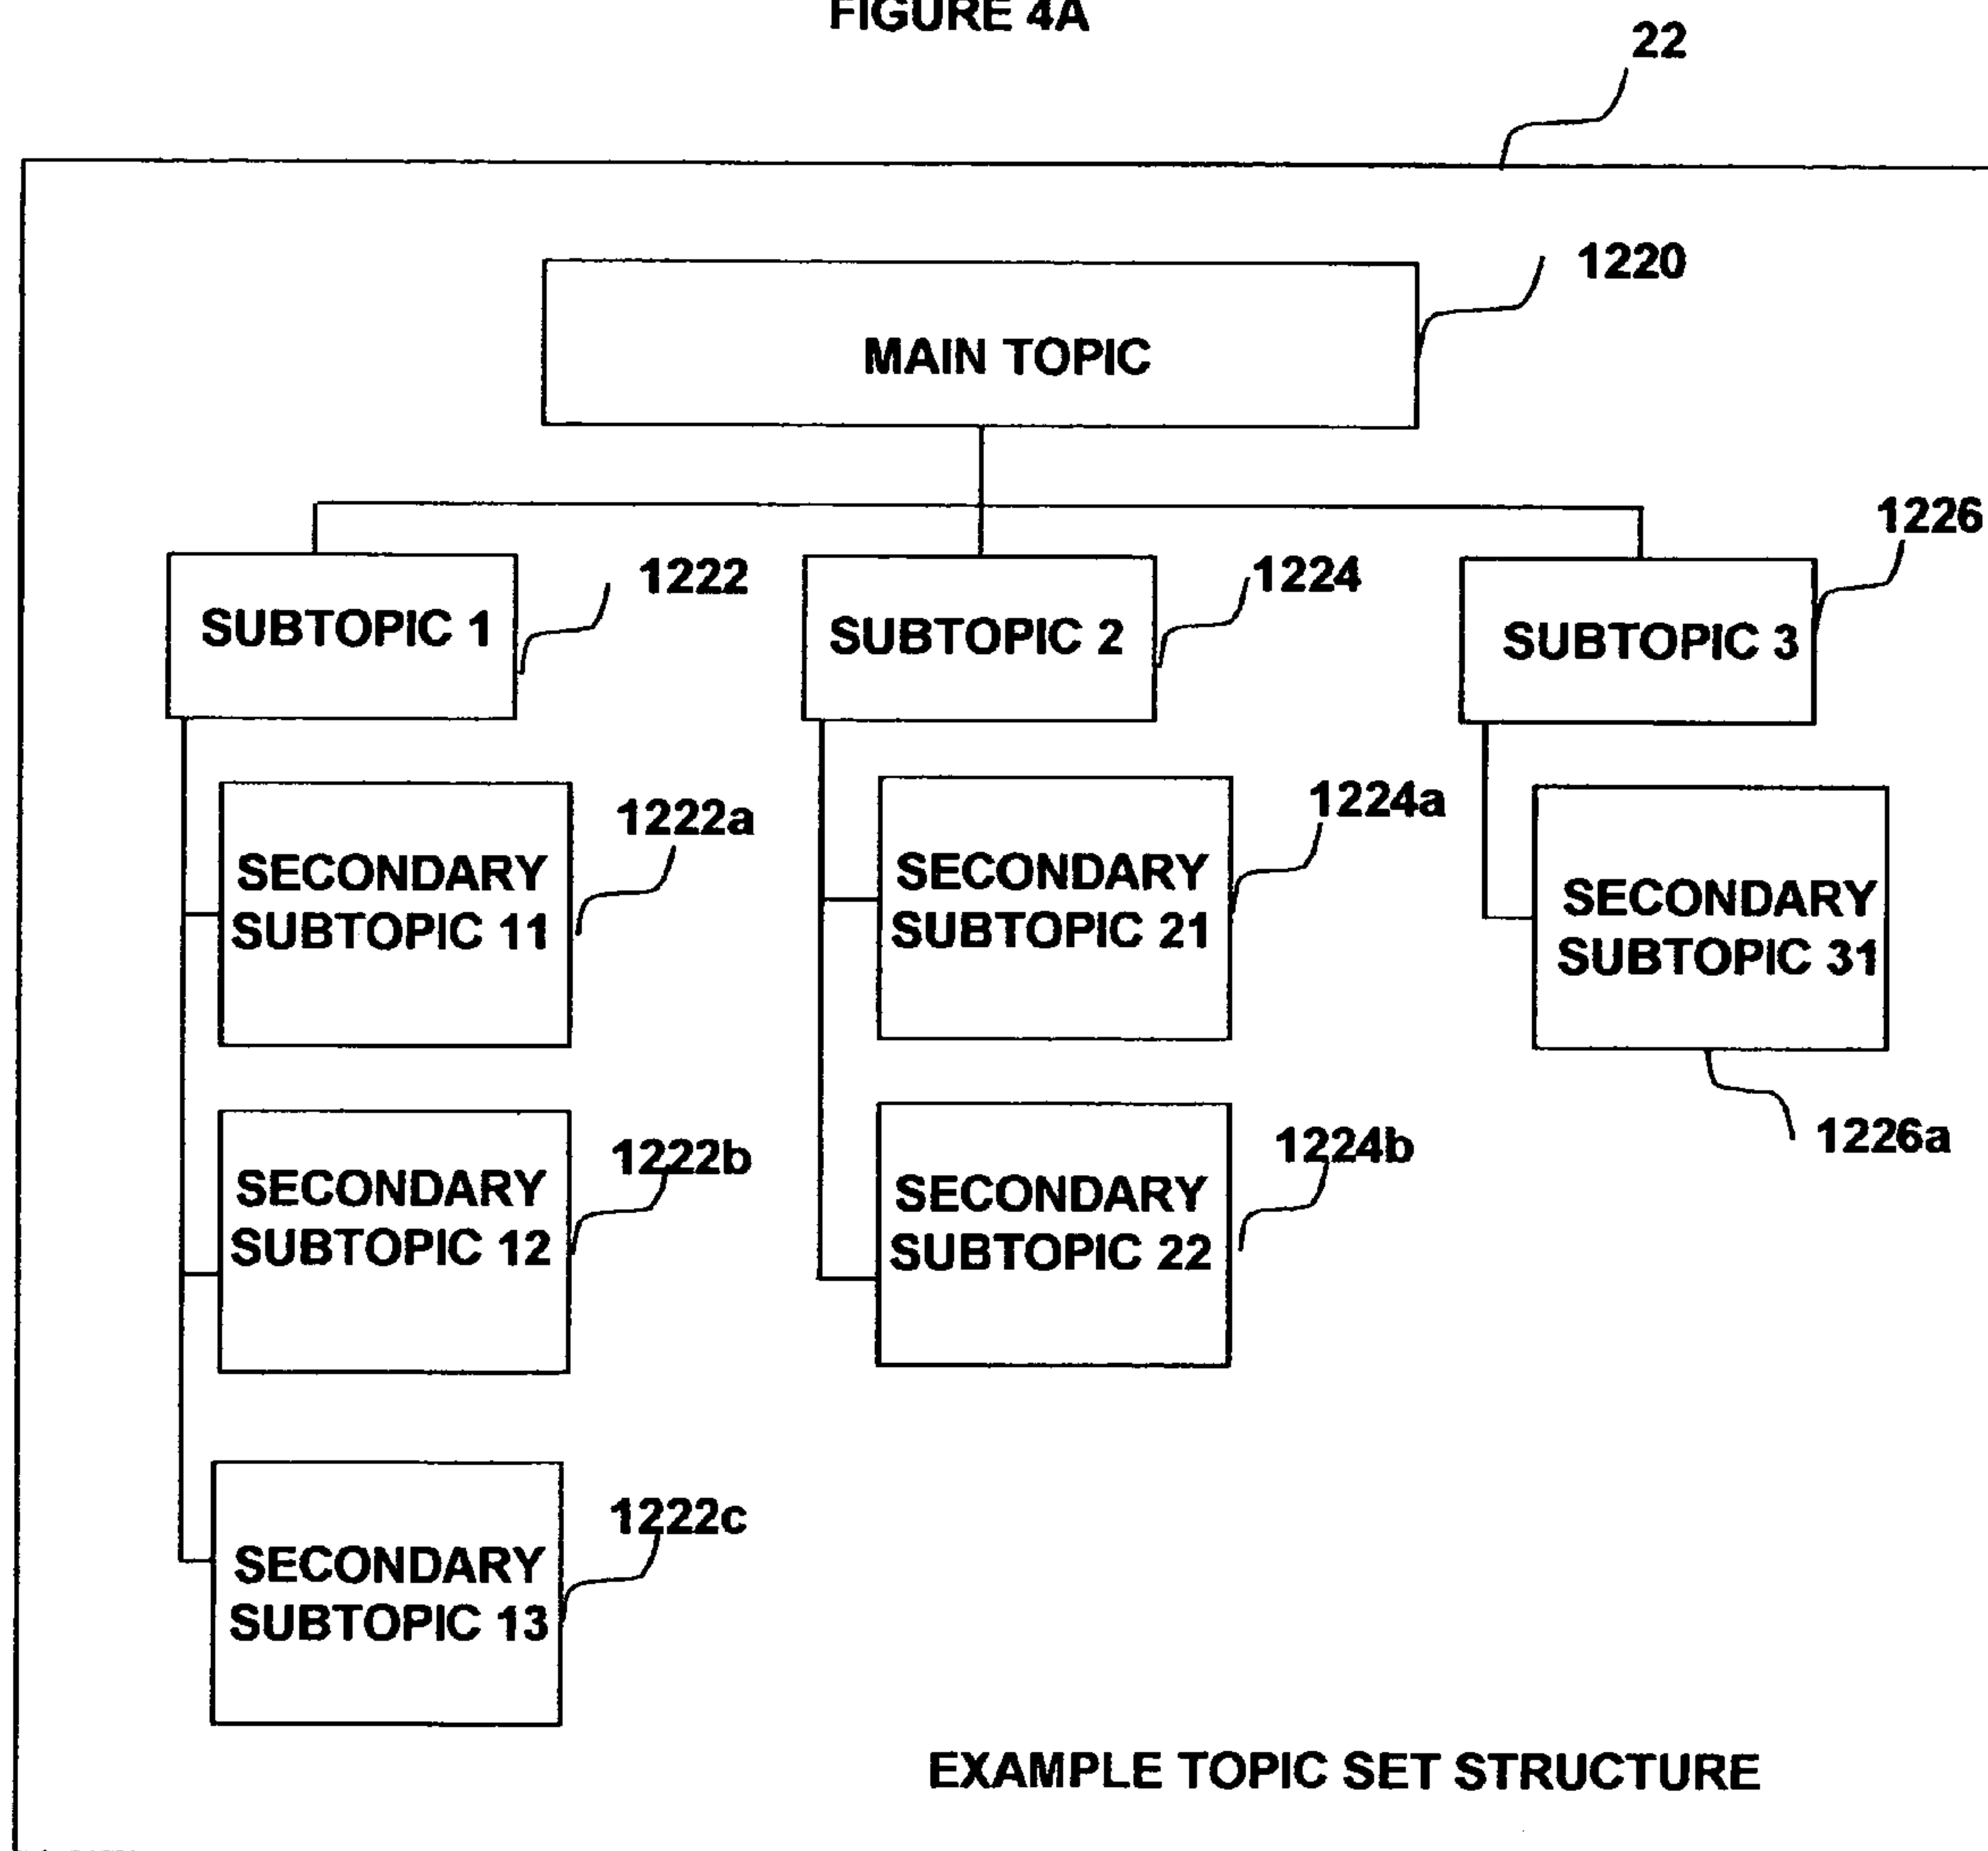 FIGURE 4A
22
1220
MAIN TOPIC
1222
1224
1226
SUBTOPIC 1
SUBTOPIC 2
SUBTOPIC 3
1222a
1224a
SECONDARY
SUBTOPIC 11
SECONDARY
SUBTOPIC 21
SECONDARY
SUBTOPIC 31
1226a
1222b
1224b
SECONDARY
SUBTOPIC 12
SECONDARY
SUBTOPIC 22
1222c
SECONDARY
SUBTOPIC 13
EXAMPLE TOPIC SET STRUCTURE